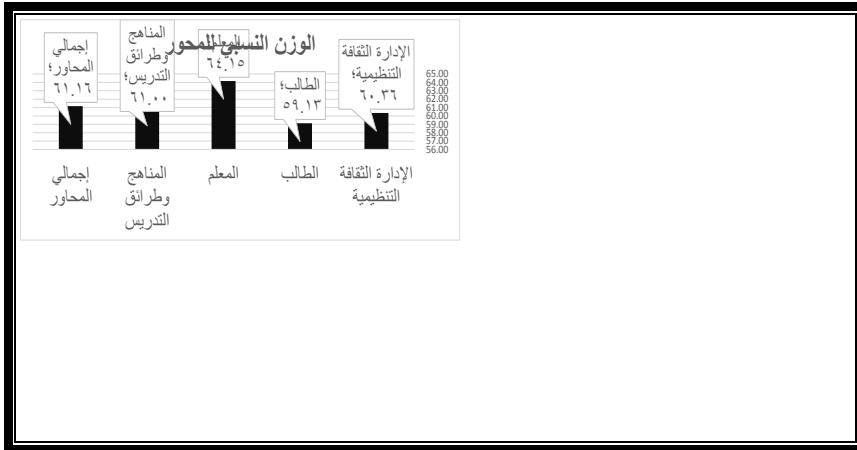 الوزن النسبي للمحور
الإدارة الثقافة
التنظيمية؛
٦٠.٣٦
الطالب؛
٥٩.١٣
المعلم؛
٦٤.١٥
المناهج
وطرائق
التدريس؛
٦١.٠٠
إجمالي
المحاور؛
٦١.١٦
65.00
64.00
63.00
62.00
61.00
60.00
59.00
58.00
57.00
56.00
الإدارة الثقافة
التنظيمية
الطالب
المعلم
المناهج
وطرائق
التدريس
إجمالي
المحاور